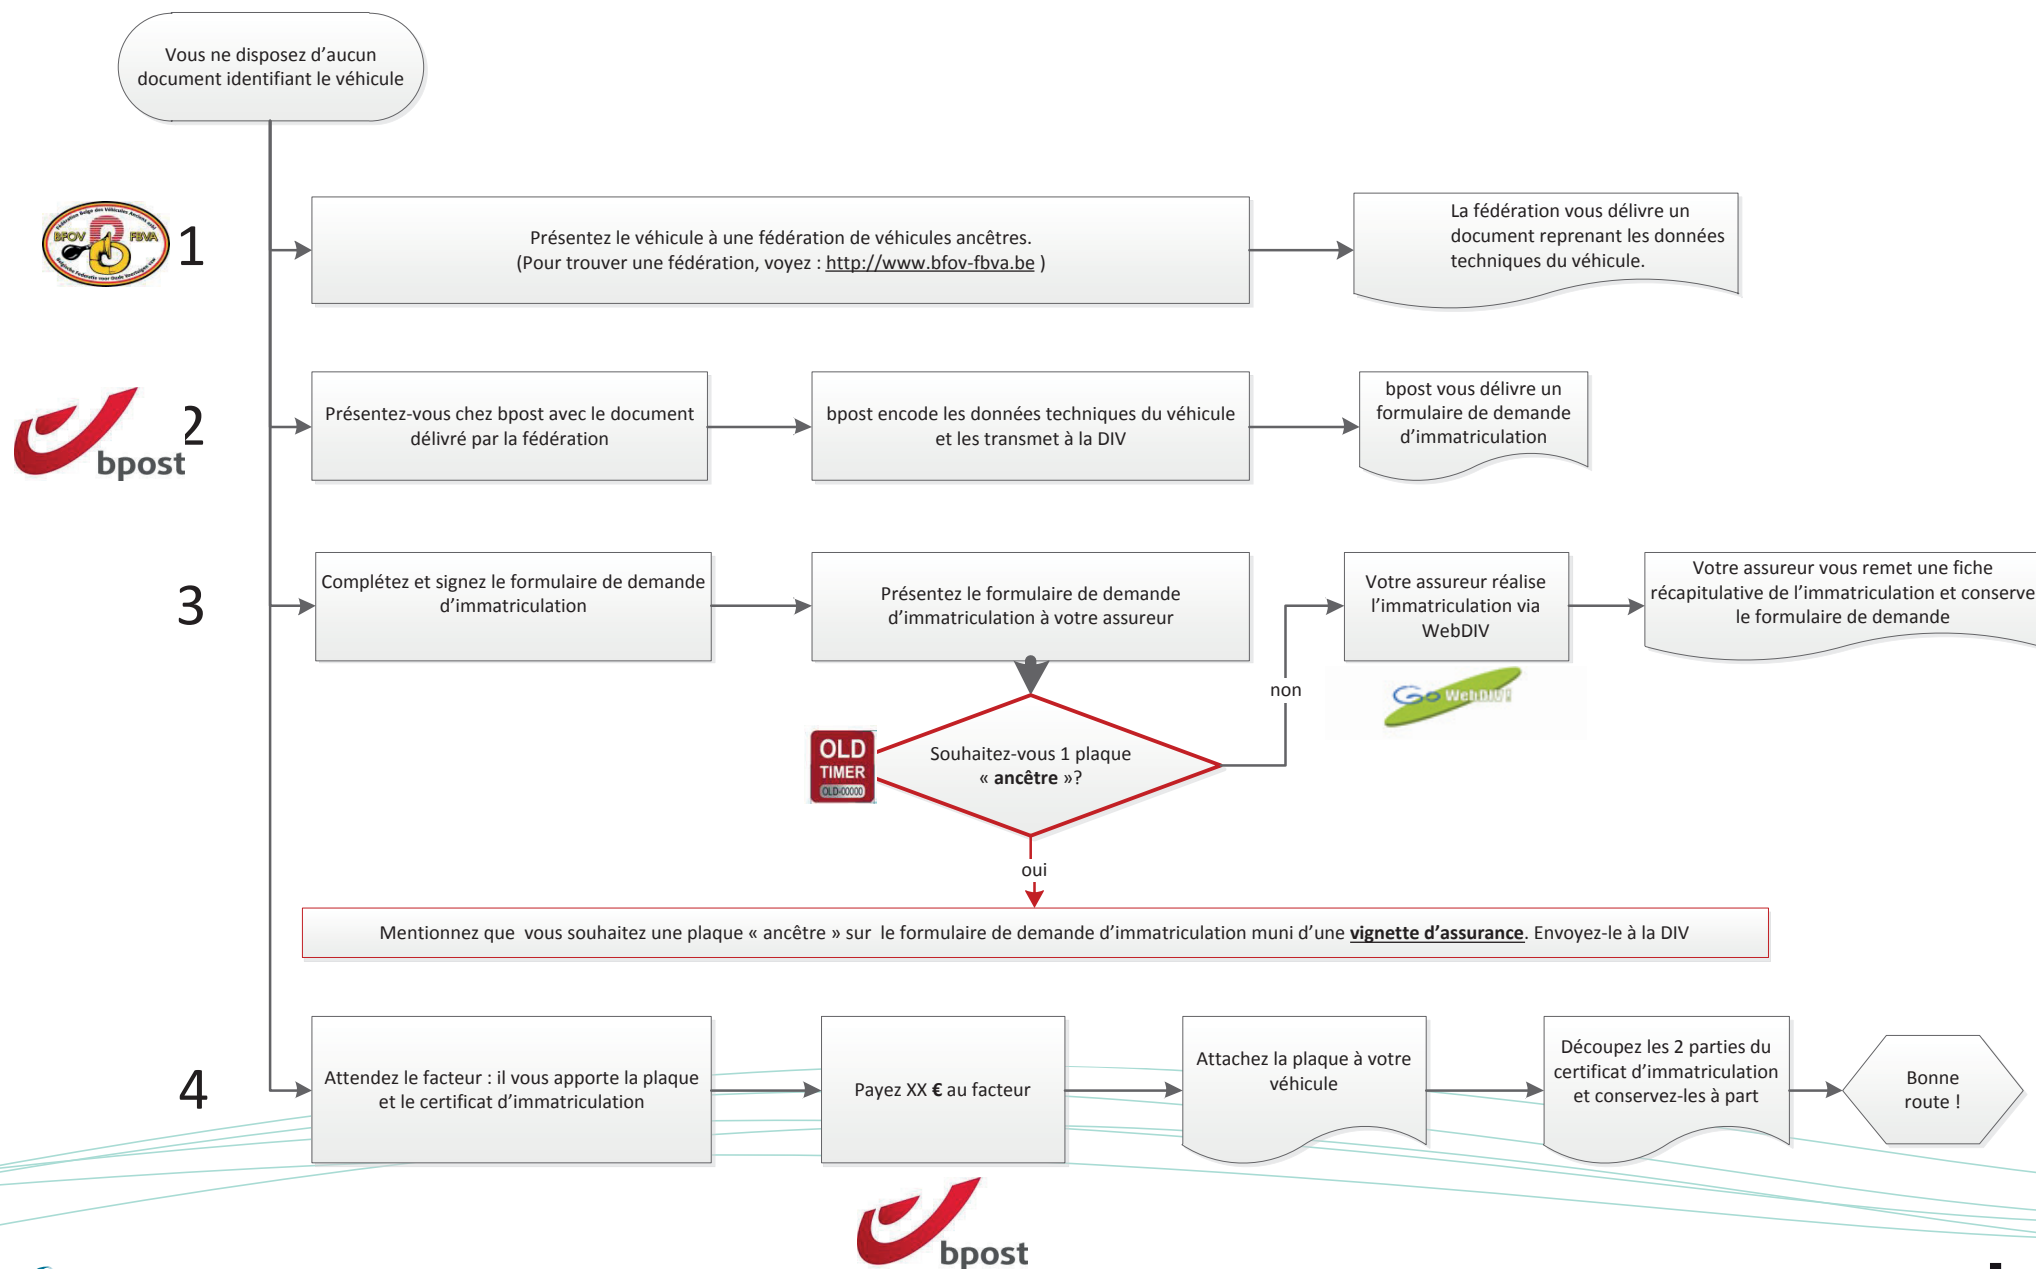 Vous ne disposez d’aucun
document identifiant le véhicule
BFOV
FBVA
1
Présentez le véhicule à une fédération de véhicules ancêtres.
(Pour trouver une fédération, voyez : http://www.bfov-fbva.be )
La fédération vous délivre un
document reprenant les données
techniques du véhicule.
bpost
2
Présentez-vous chez bpost avec le document
délivré par la fédération
bpost encode les données techniques du véhicule
et les transmet à la DIV
bpost vous délivre un
formulaire de demande
d’immatriculation
3
Complétez et signez le formulaire de demande
d’immatriculation
Présentez le formulaire de demande
d’immatriculation à votre assureur
non
Votre assureur réalise
l’immatriculation via
WebDIV
Go WebDIV!
Votre assureur vous remet une fiche
récapitulative de l’immatriculation et conserve
le formulaire de demande
OLD
TIMER
OLD-00000
Souhaitez-vous 1 plaque
« ancêtre »?
oui
Mentionnez que vous souhaitez une plaque « ancêtre » sur le formulaire de demande d’immatriculation muni d’une vignette d’assurance. Envoyez-le à la DIV
4
Attendez le facteur : il vous apporte la plaque
et le certificat d’immatriculation
Payez XX € au facteur
Attachez la plaque à votre
véhicule
Découpez les 2 parties du
certificat d’immatriculation
et conservez-les à part
Bonne
route !
bpost